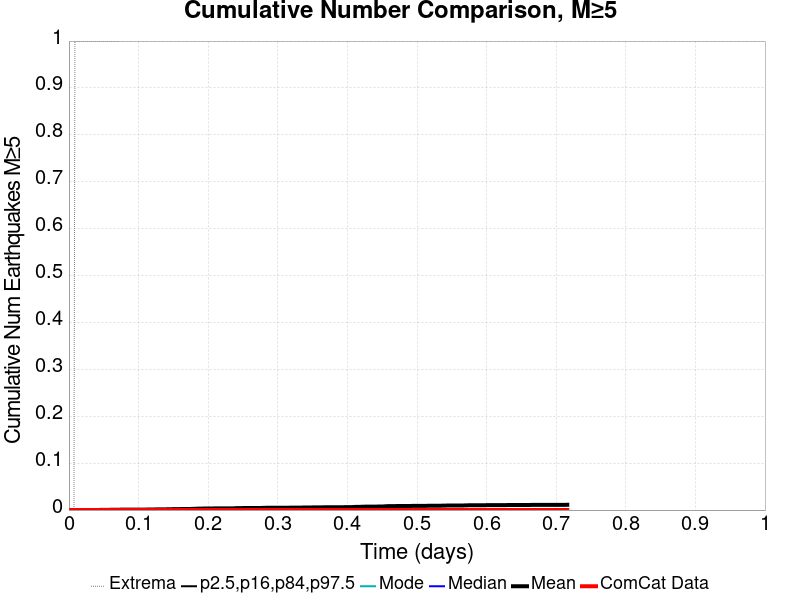 Cumulative Number Comparison, M≥5
Cumulative Num Earthquakes M≥5
1
0.9
0.8
0.7
0.6
0.5
0.4
0.3
0.2
0.1
0
0 0.1 0.2 0.3 0.4 0.5 0.6 0.7 0.8 0.9 1
Time (days)
Extrema p2.5,p16,p84,p97.5 Mode Median Mean ComCat Data